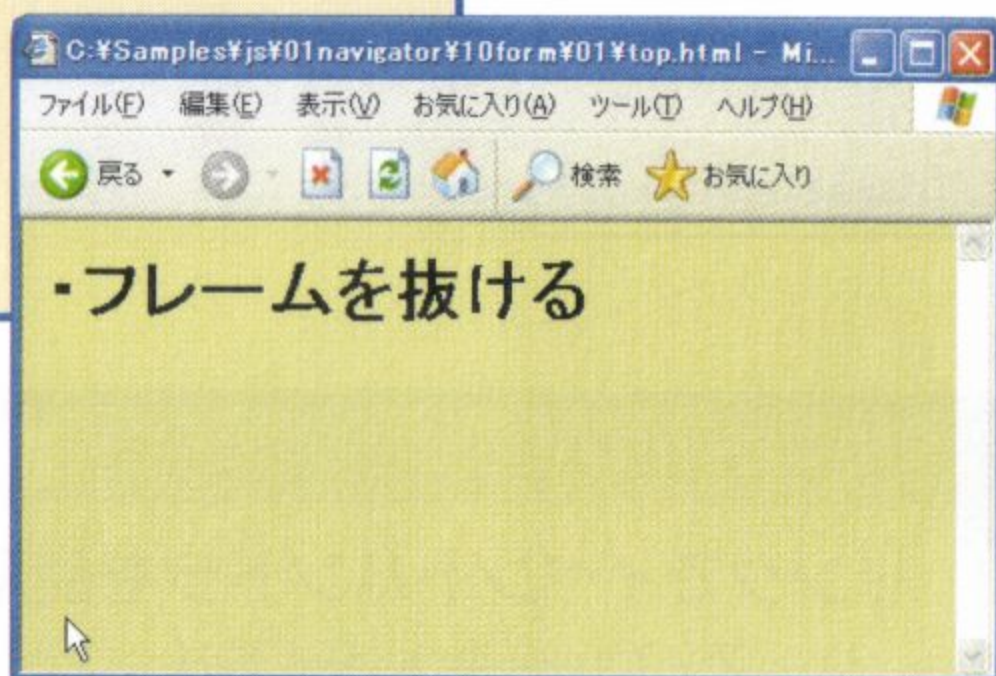 C:¥Samples¥js¥01navigator¥10form¥01¥top.html - Mi...
ファイル(F) 編集(E) 表示(V) お気に入り(A) ツール(T) ヘルプ(H)
戻る 検索 お気に入り
・フレームを抜ける